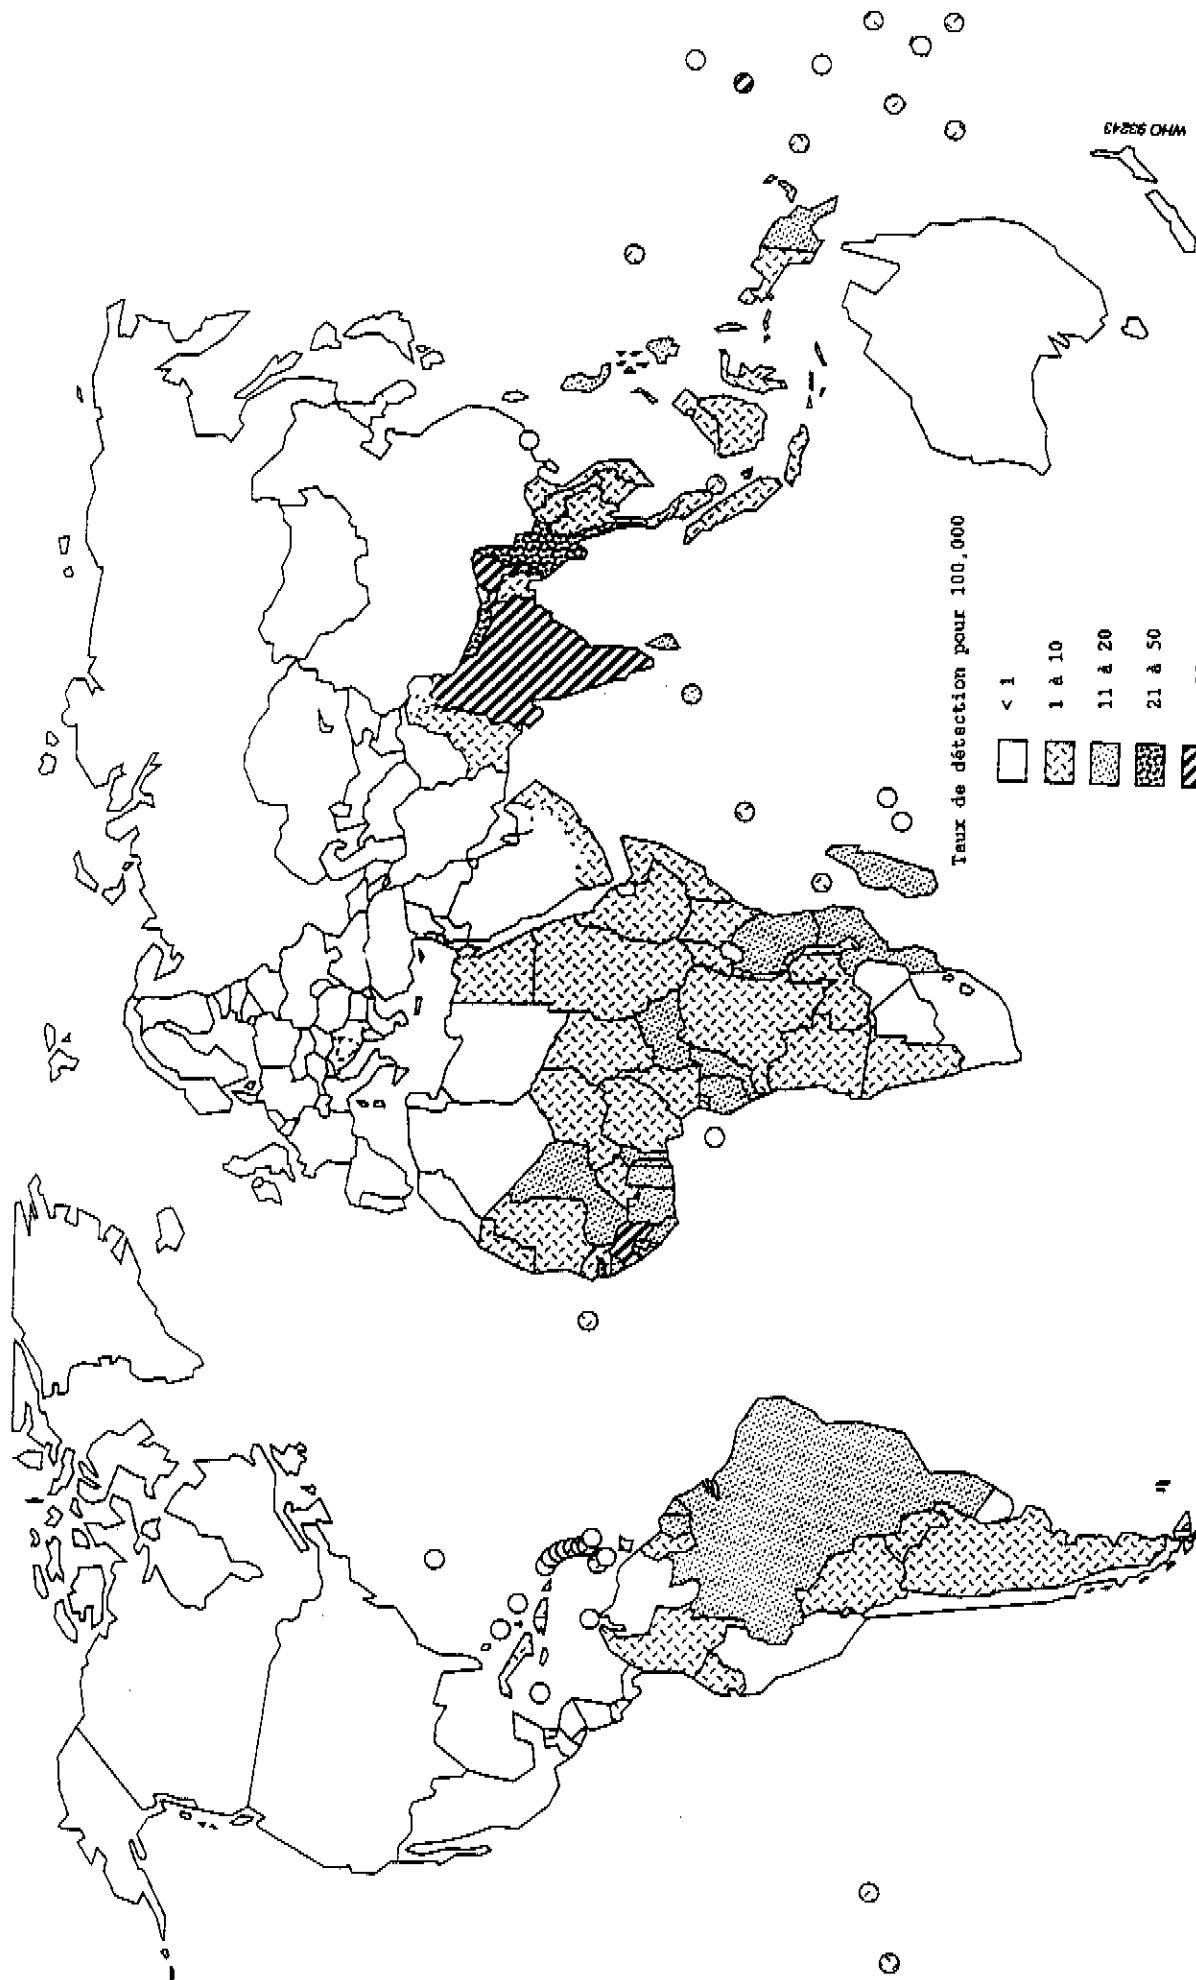 Taux de détection pour 100,000
< 1
1 à 10
11 à 20
21 à 50
WHO 93243